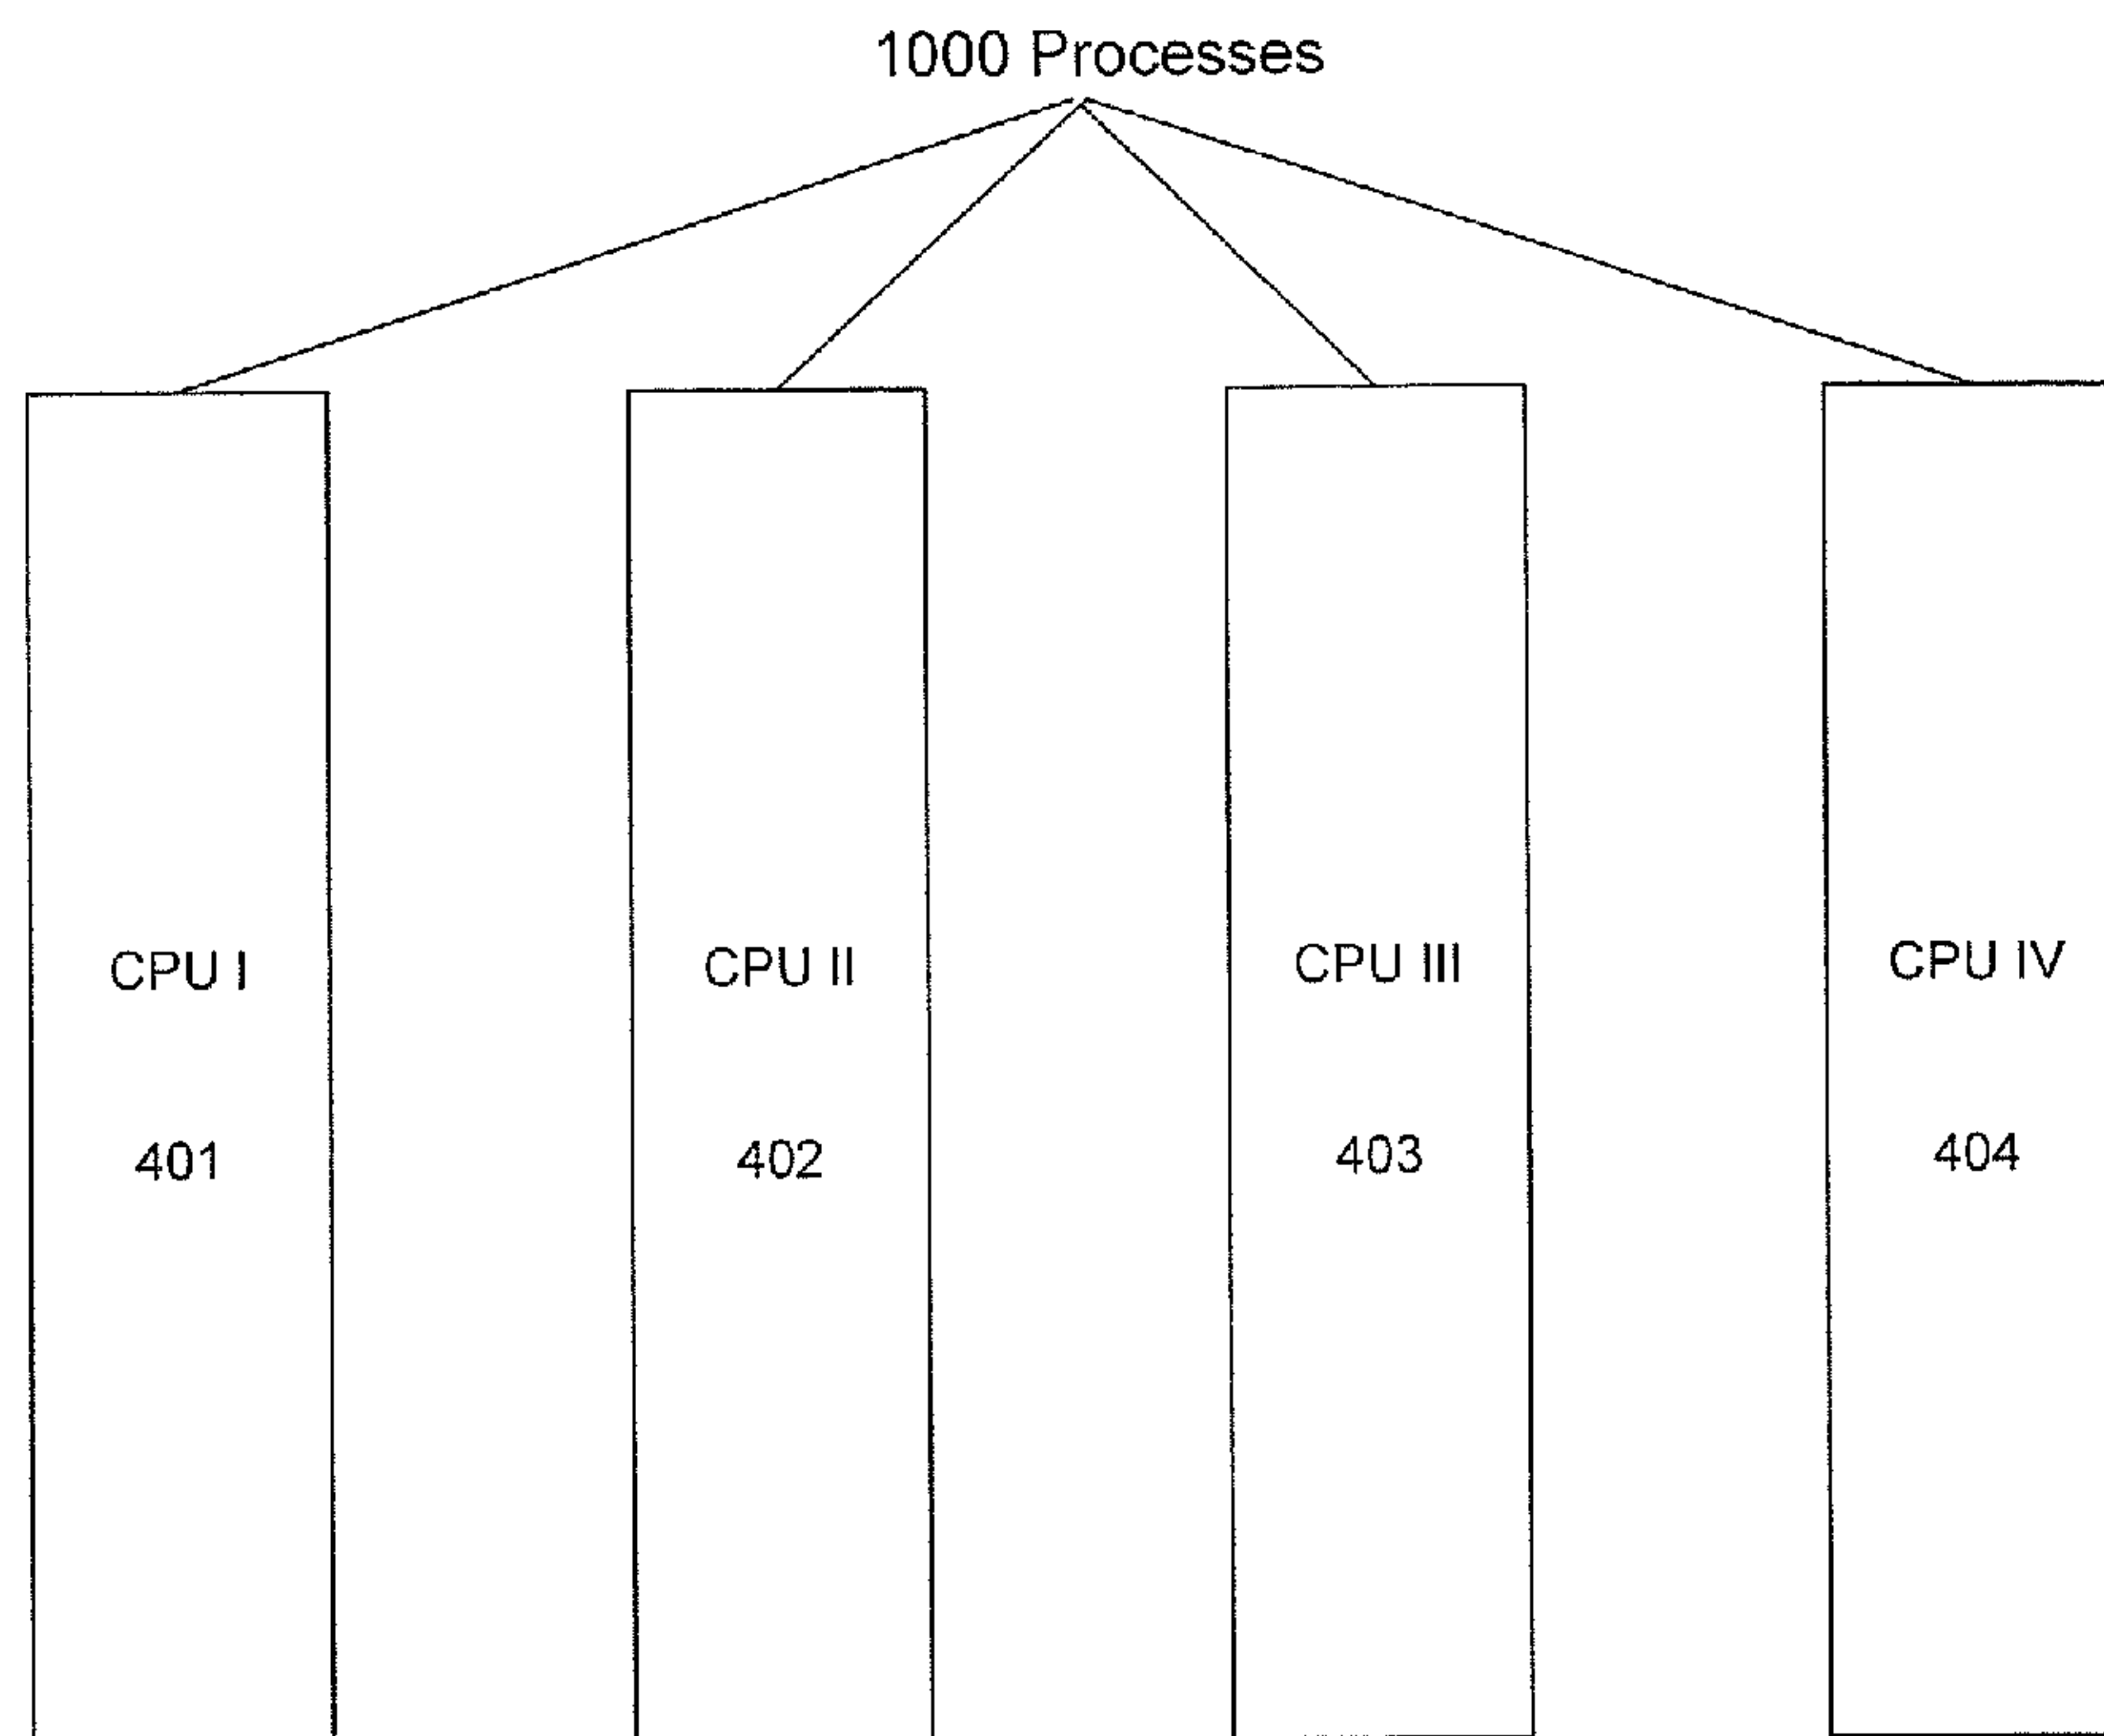 1000 Processes
CPU I
CPU II
CPU III
CPU IV
401
402
403
404